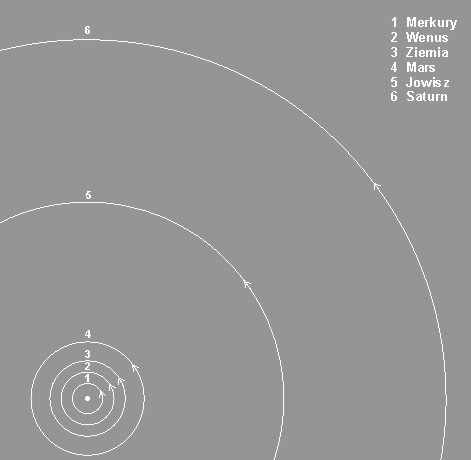 1 Merkury
2 Wenus
3 Ziemia
4 Mars
5 Jowisz
6 Saturn
6
5
4
3
2
1